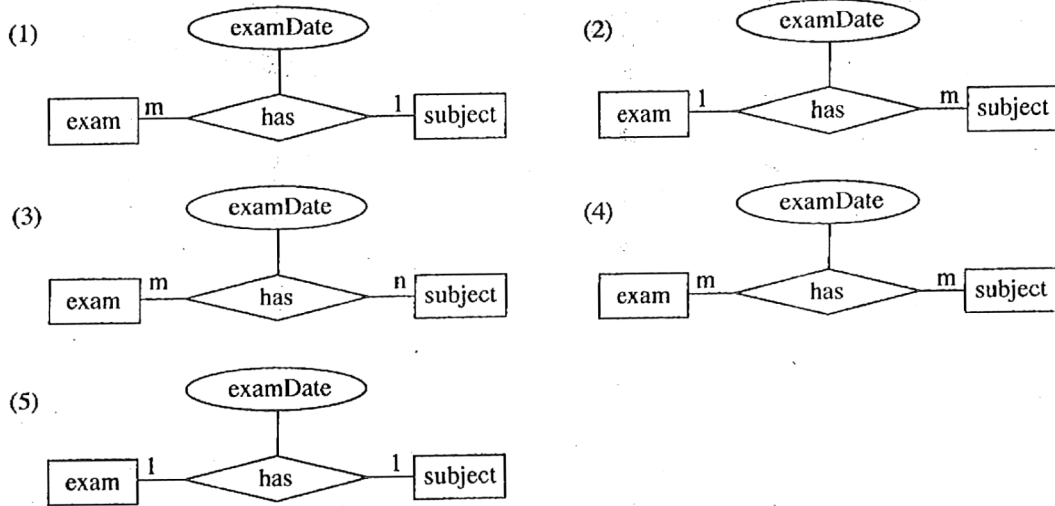 (1) examDate
exam m has 1 subject
(2) examDate
exam 1 has m subject
(3) examDate
exam m has n subject
(4) examDate
exam m has m subject
(5) examDate
exam 1 has 1 subject